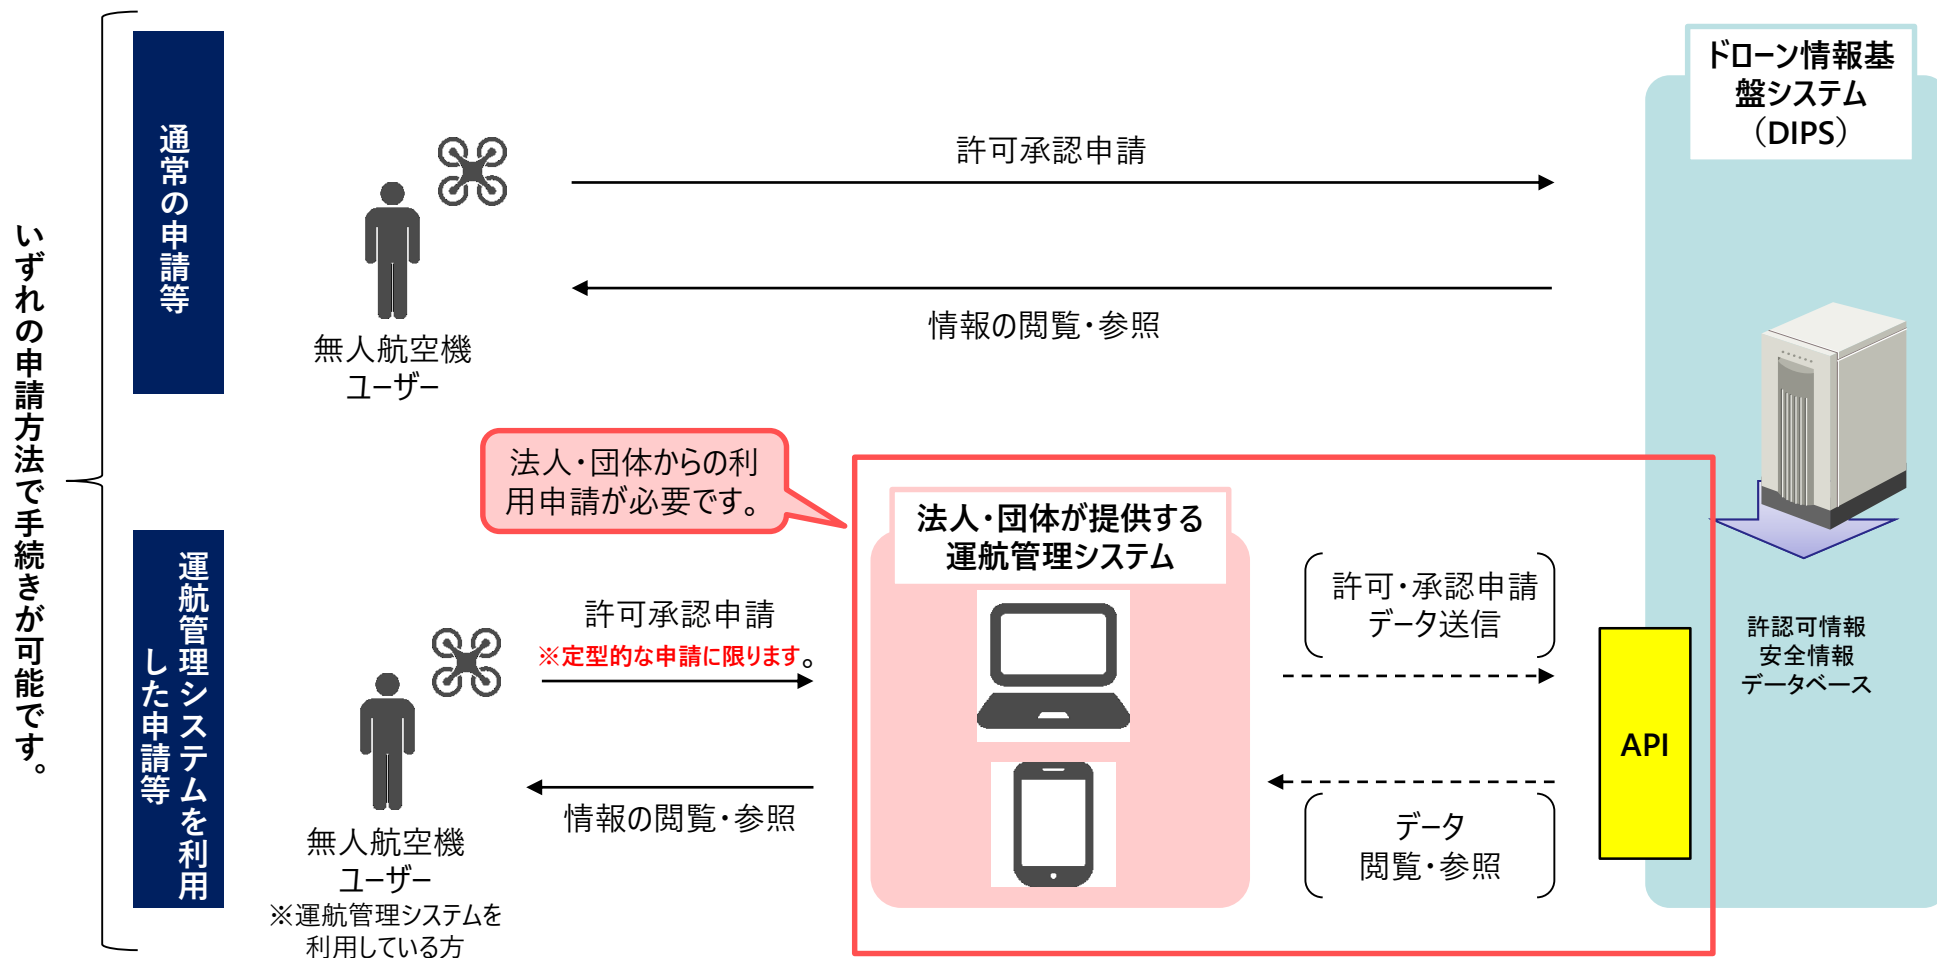 いずれの申請方法で手続きが可能です。
通常の申請等
無人航空機
ユーザー
許可承認申請
情報の閲覧・参照
ドローン情報基
盤システム
（DIPS）
運航管理システムを利用
した申請等
無人航空機
ユーザー
※運航管理システムを
利用している方
許可承認申請
※定型的な申請に限ります。
情報の閲覧・参照
法人・団体からの利
用申請が必要です。
法人・団体が提供する
運航管理システム
許可・承認申請
データ送信
データ
閲覧・参照
API
許認可情報
安全情報
データベース